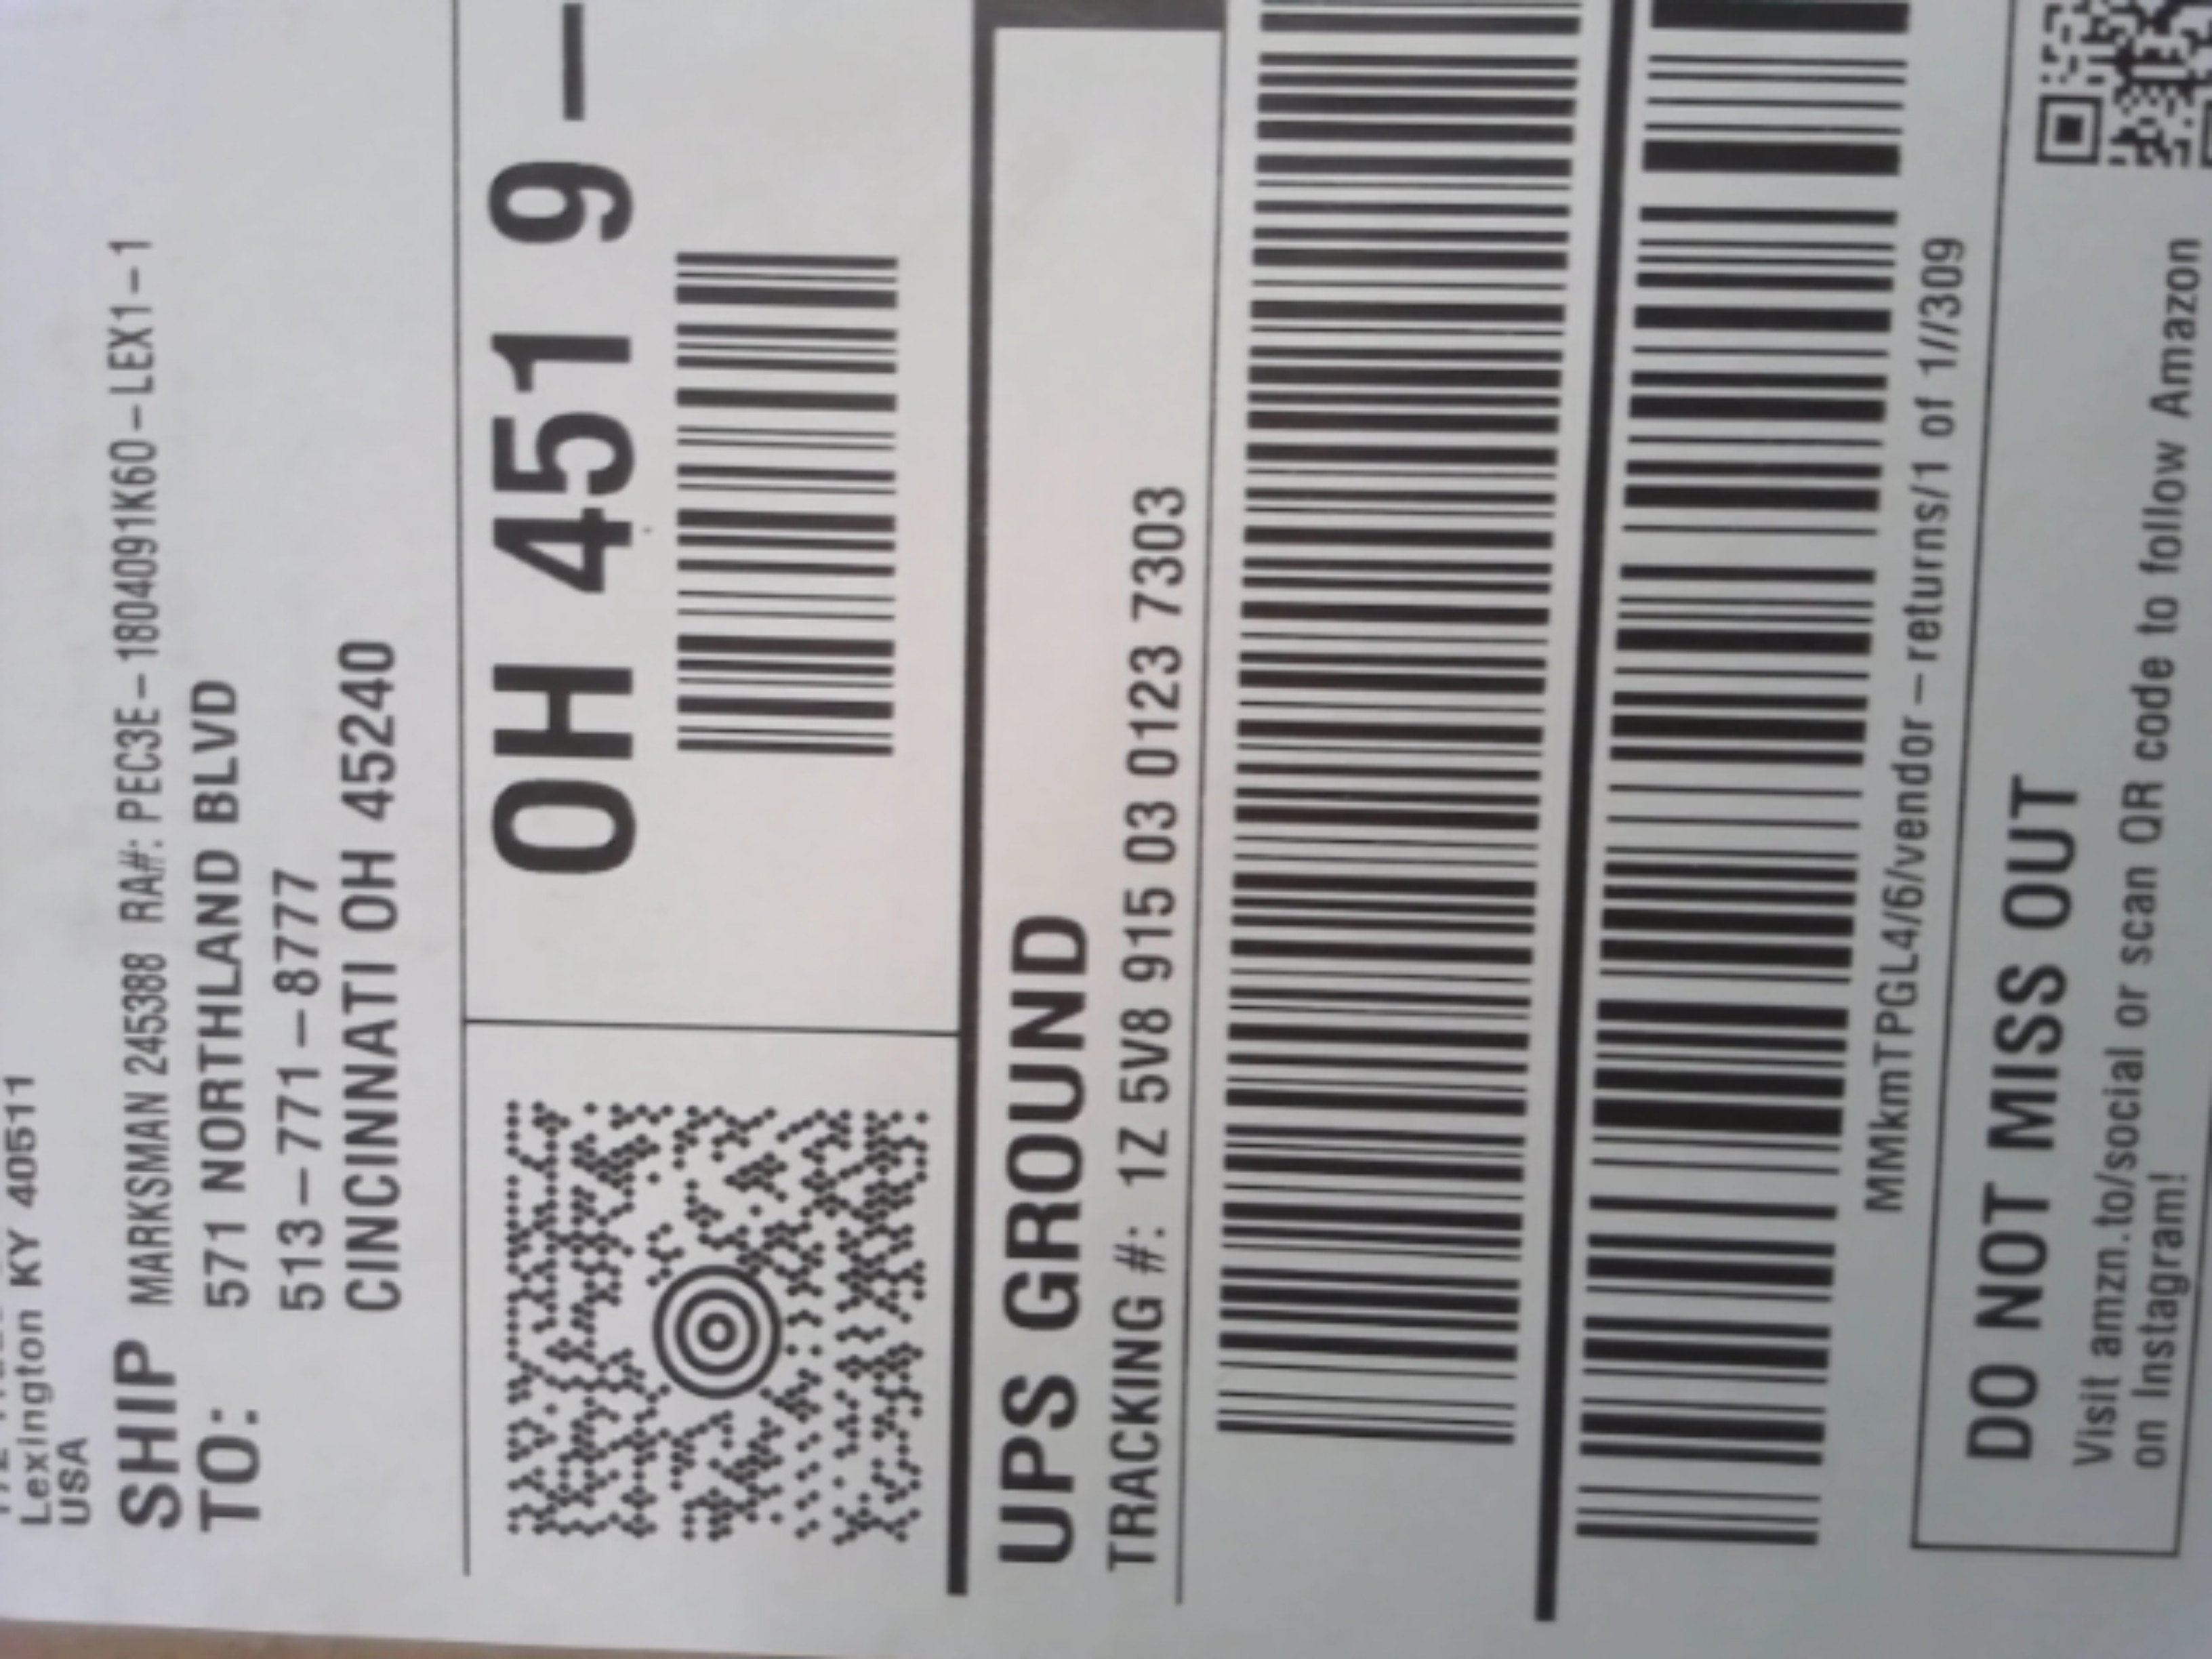 Lexington KY 40511
USA
SHIP
TO:
MARKSMAN 245388 RA#: PEC3E-1804091K60-LEX1-1
571 NORTHLAND BLVD
513-771-8777
CINCINNATI OH 45240
OH 451 9-
UPS GROUND
TRACKING #: 1Z 5V8 915 03 0123 7303
MMkmTPGL4/6/vendor-returns/1 of 1//309
DO NOT MISS OUT
Visit amzn.to/social or scan QR code to follow Amazon
on Instagram!